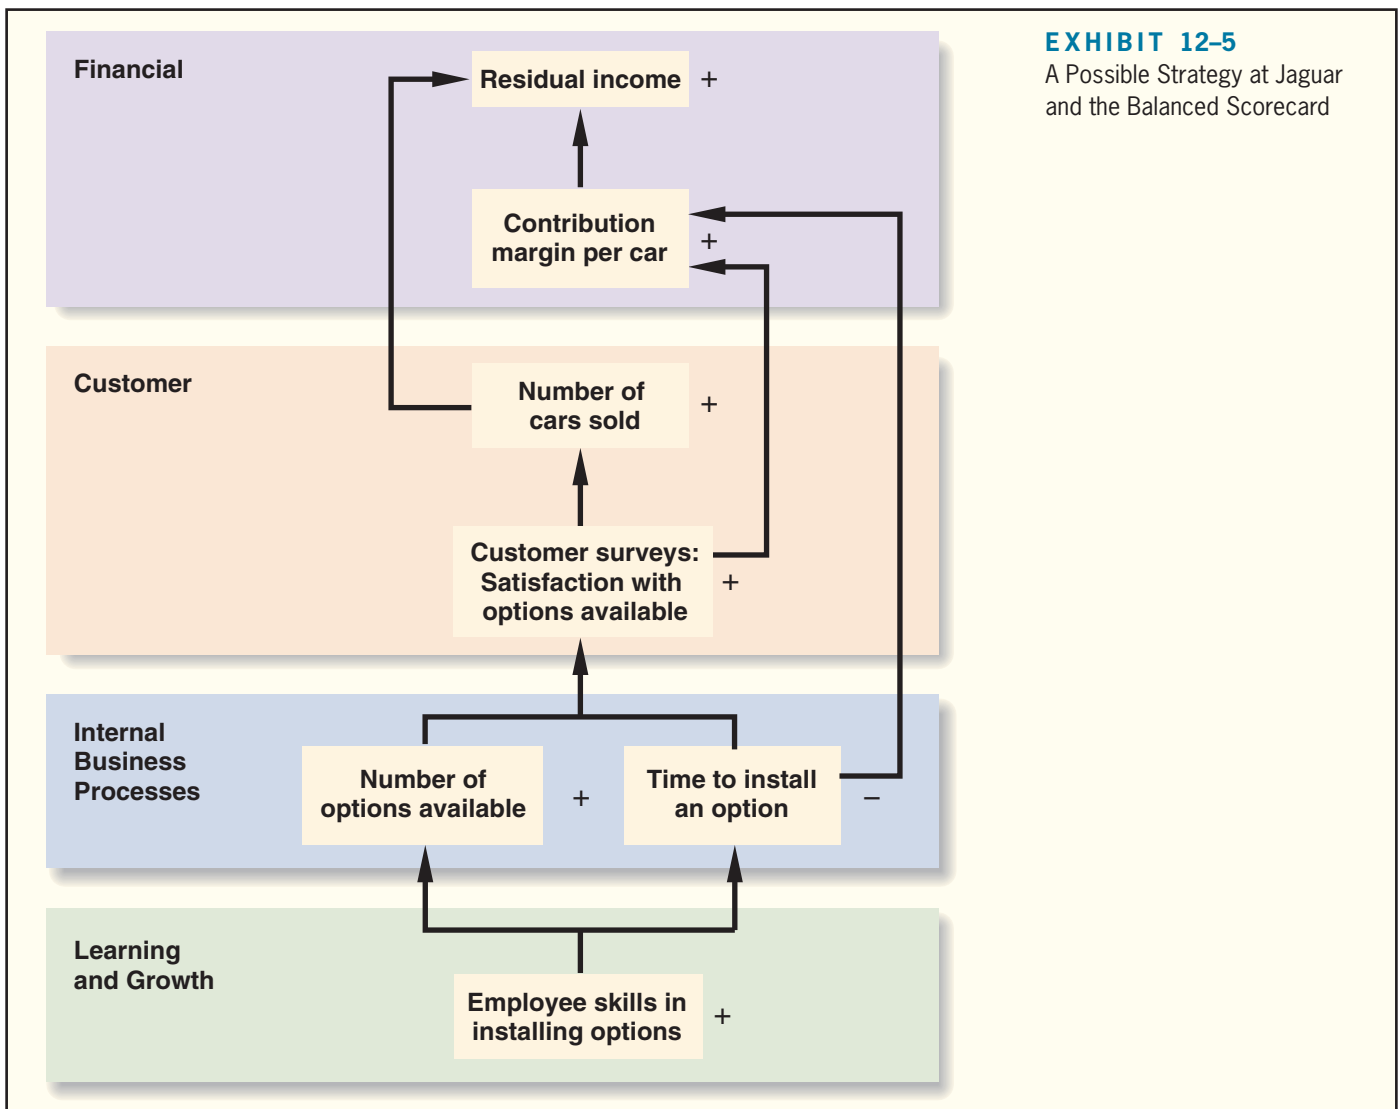 EXHIBIT 12–5
A Possible Strategy at Jaguar
and the Balanced Scorecard
Financial
Residual income
+
Contribution
margin per car
+
Customer
Number of
cars sold
+
Customer surveys:
Satisfaction with
options available
+
Internal
Business
Processes
Number of
options available
+
Time to install
an option
–
Learning
and Growth
Employee skills in
installing options
+